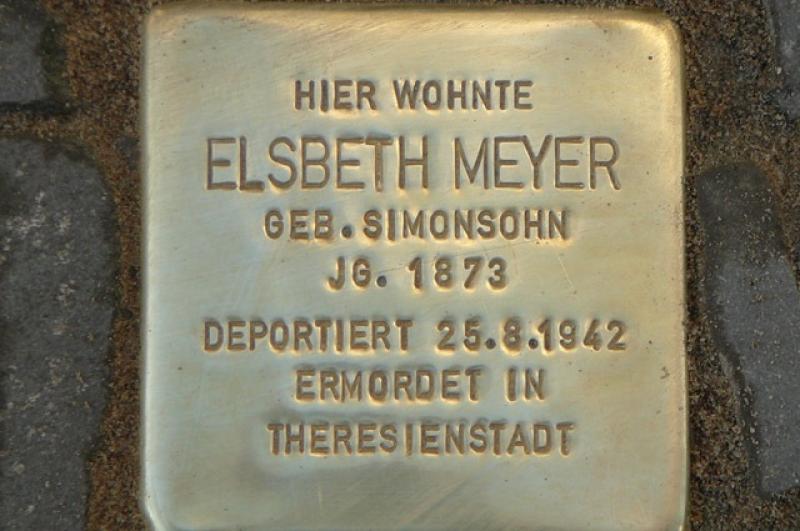 HIER WOHNTE
ELSBETH MEYER
GEB. SIMONSOHN
JG. 1873
DEPORTIERT 25.8.1942
ERMORDET IN
THERESIENSTADT